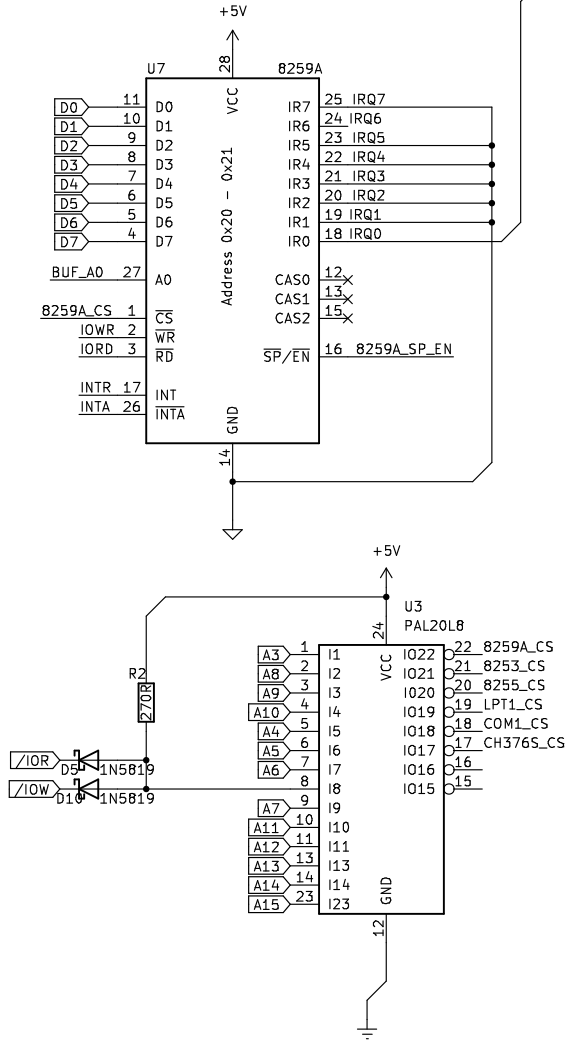 +5V
U7
8259A
28
VCC
D0 11 D0
D1 10 D1
D2 9 D2
D3 8 D3
D4 7 D4
D5 6 D5
D6 5 D6
D7 4 D7
BUF_A0 27 A0
8259A_CS 1 CS
IOWR 2 WR
IORD 3 RD
INTR 17 INT
INTA 26 INTA
Address 0x20 - 0x21
IR7 25 IRQ7
IR6 24 IRQ6
IR5 23 IRQ5
IR4 22 IRQ4
IR3 21 IRQ3
IR2 20 IRQ2
IR1 19 IRQ1
IR0 18 IRQ0
CAS0 12
CAS1 13
CAS2 15
SP/EN 16 8259A_SP_EN
GND
14
+5V
U3
PAL20L8
24
VCC
R2
270R
/IOR
D5 1N5819
/IOW
D10 1N5819
A3 1 I1
A8 2 I2
A9 3 I3
A10 4 I4
A4 5 I5
A5 6 I6
A6 7 I7
8 I8
A7 9 I9
A11 10 I10
A12 11 I11
A13 13 I13
A14 14 I14
A15 23 I23
IO22 22 8259A_CS
IO21 21 8253_CS
IO20 20 8255_CS
IO19 19 LPT1_CS
IO18 18 COM1_CS
IO17 17 CH376S_CS
IO16 16
IO15 15
GND
12